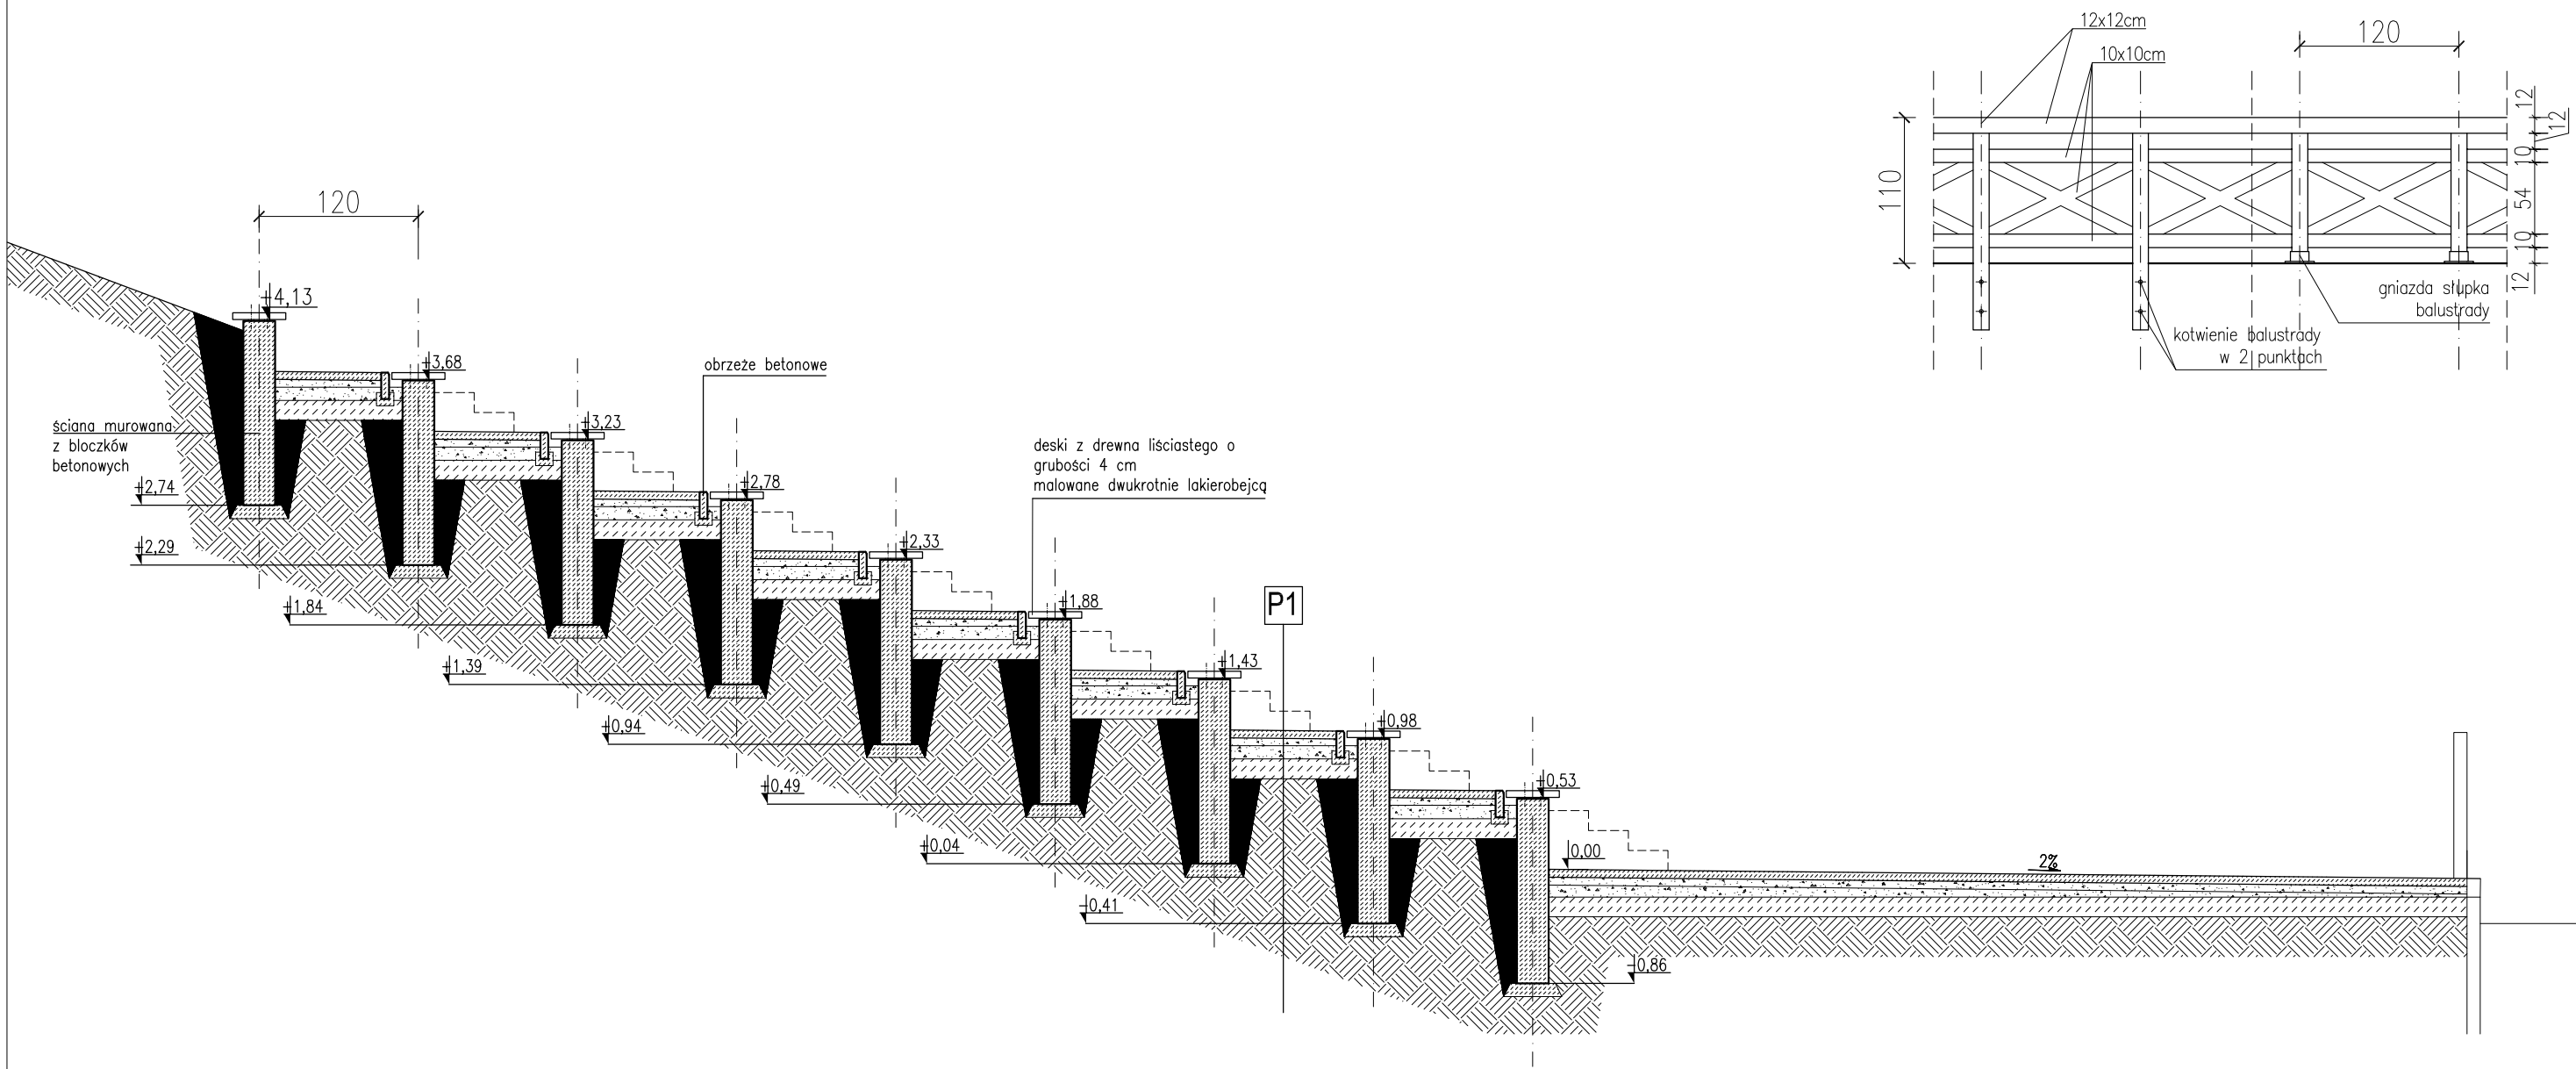 12x12cm
10x10cm
120
12
12
10
54
10
12
110
gniazda słupka
balustrady
kotwienie balustrady
w 2 punktach
120
+4,13
+3,68
obrzeże betonowe
+3,23
ściana murowana
z bloczków
betonowych
deski z drewna liściastego o
grubości 4 cm
malowane dwukrotnie lakierobejcą
+2,78
+2,74
+2,33
+2,29
+1,88
+1,84
P1
+1,43
+1,39
+0,98
+0,94
+0,53
+0,49
+0,04
0,00
2%
-0,41
-0,86